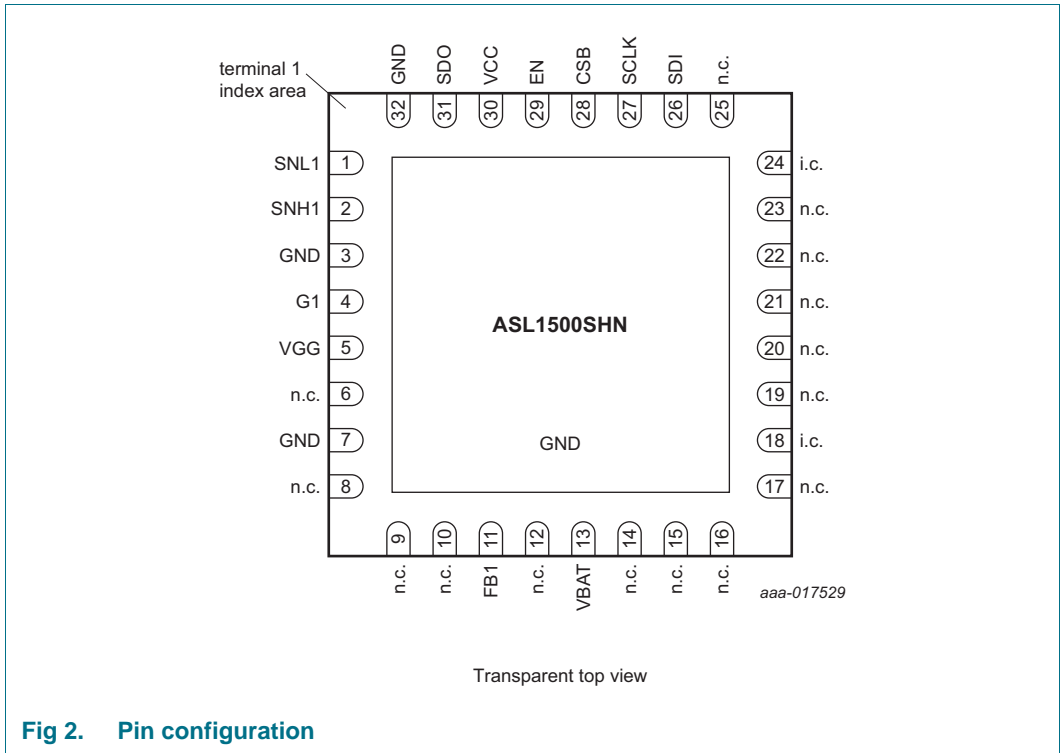 terminal 1
index area
GND
SDO
VCC
EN
CSB
SCLK
SDI
n.c.
32
31
30
29
28
27
26
25
SNL1 1
24 i.c.
SNH1 2
23 n.c.
GND 3
22 n.c.
G1 4
21 n.c.
ASL1500SHN
VGG 5
20 n.c.
n.c. 6
19 n.c.
GND 7
GND
18 i.c.
n.c. 8
17 n.c.
9
10
11
12
13
14
15
16
n.c.
n.c.
FB1
n.c.
VBAT
n.c.
n.c.
n.c.
aaa-017529
Transparent top view
Fig 2. Pin configuration